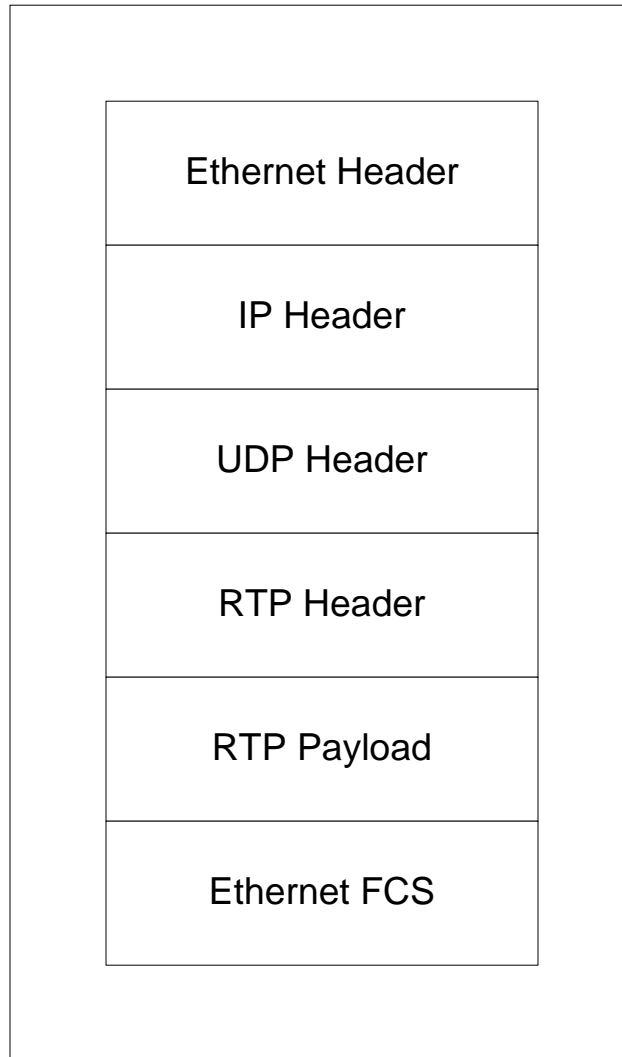 Ethernet Header
IP Header
UDP Header
RTP Header
RTP Payload
Ethernet FCS